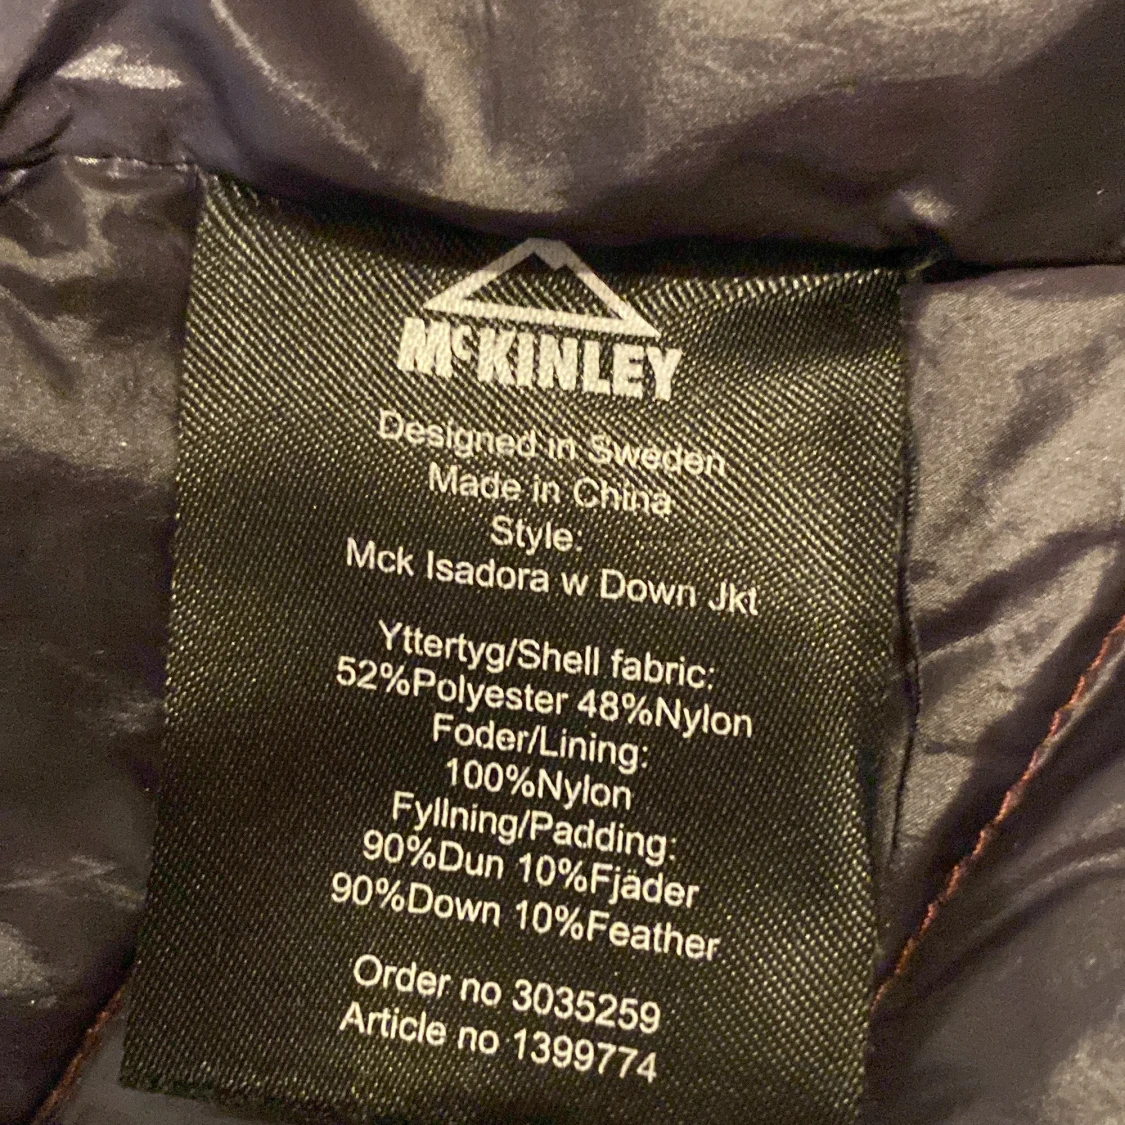 McKINLEY
Designed in Sweden
Made in China
Style:
Mck Isadora w Down Jkt
Yttertyg/Shell fabric:
52%Polyester 48%Nylon
Foder/Lining:
100%Nylon
Fyllning/Padding:
90%Dun 10%Fjäder
90%Down 10%Feather
Order no 3035259
Article no 1399774